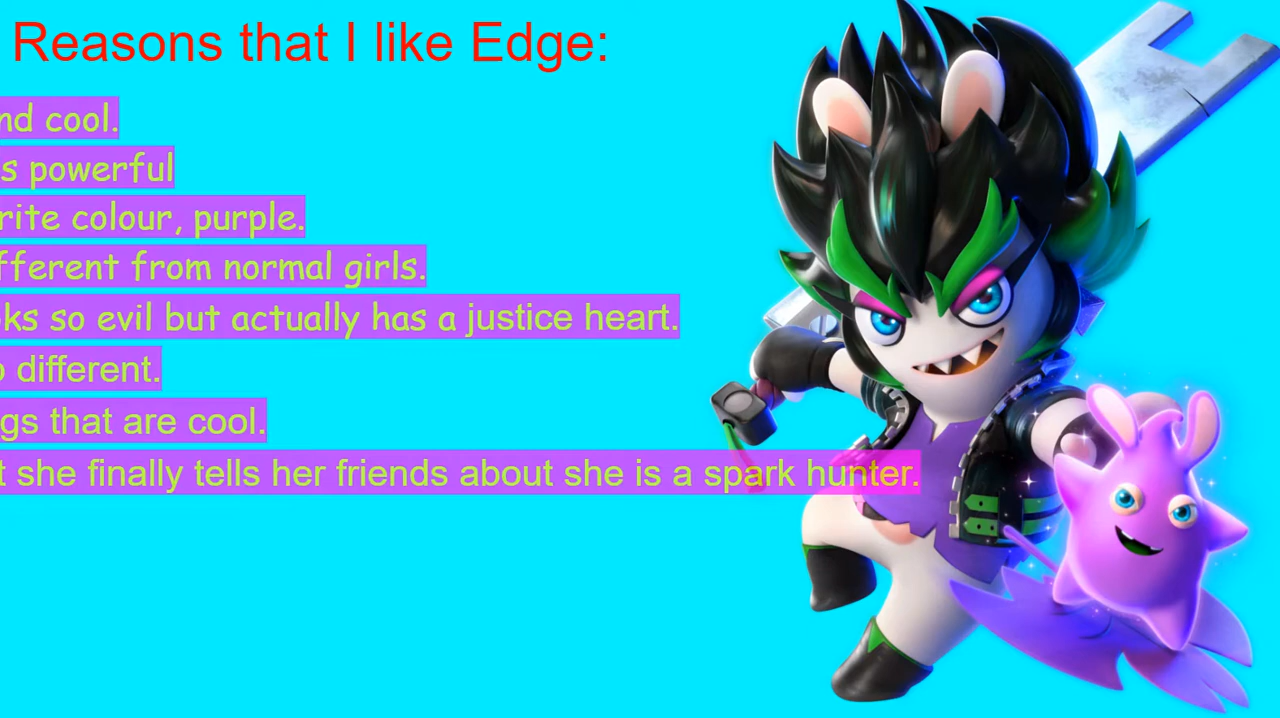 Reasons that I like Edge:
nd cool.
s powerful
rite colour, purple.
fferent from normal girls.
ks so evil but actually has a justice heart.
different.
gs that are cool.
t she finally tells her friends about she is a spark hunter.